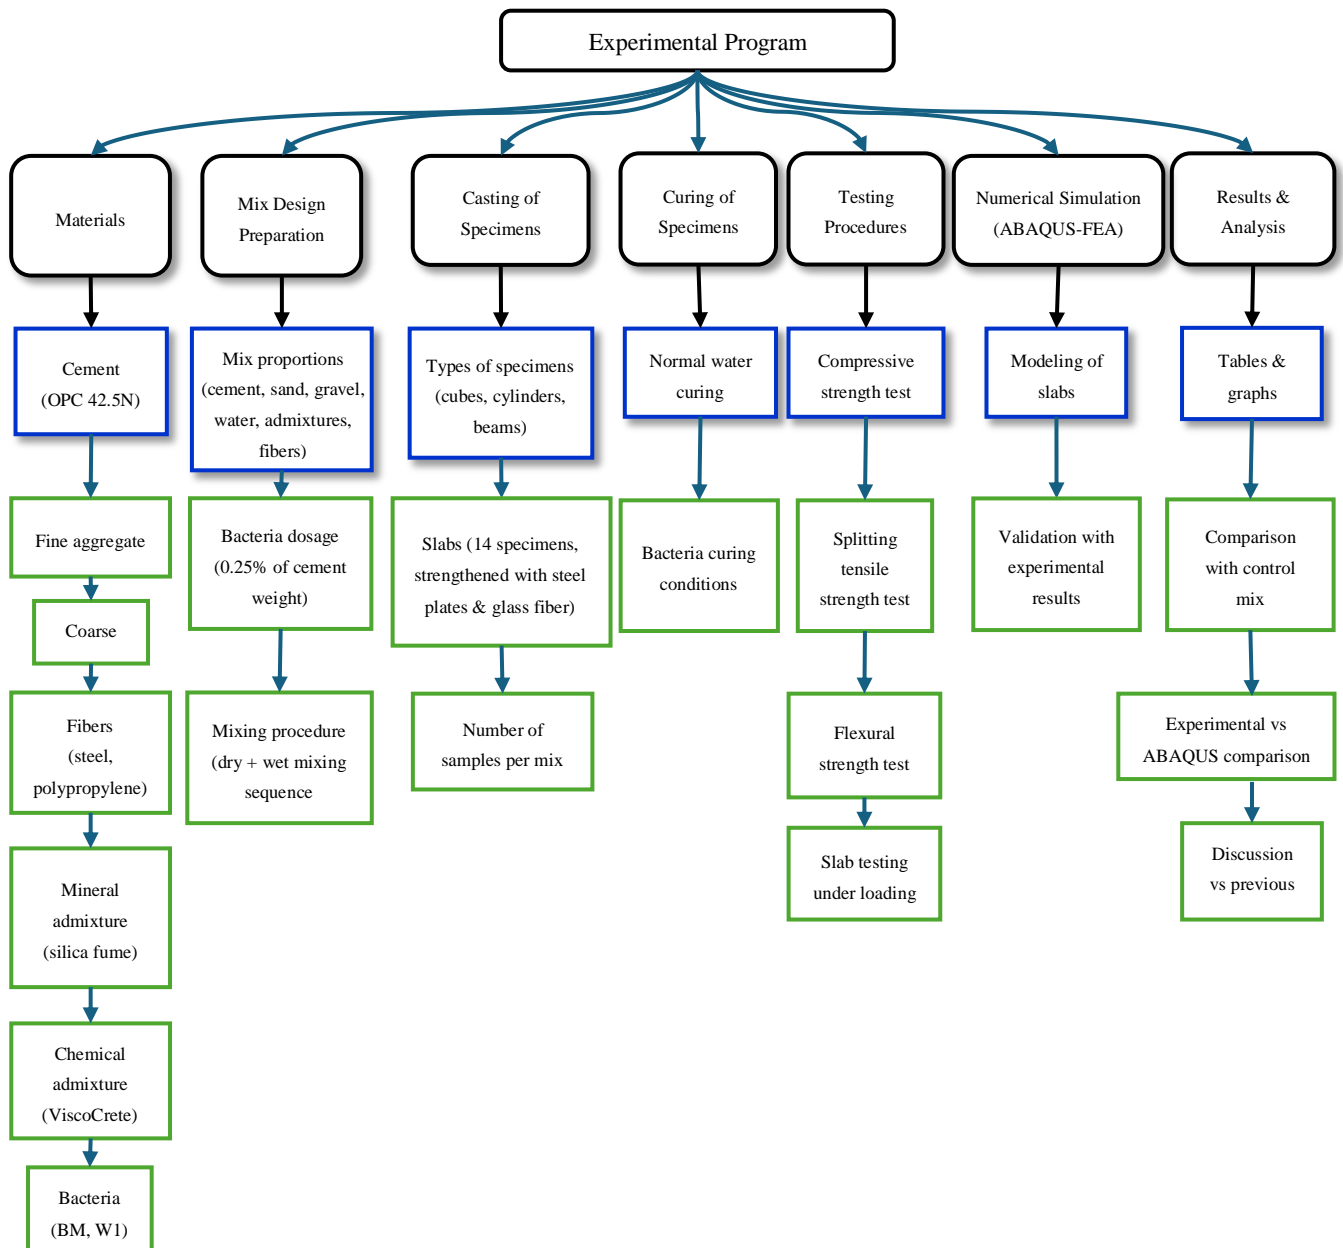 Experimental Program
Materials
Mix Design
Preparation
Casting of
Specimens
Curing of
Specimens
Testing
Procedures
Numerical Simulation
(ABAQUS-FEA)
Results &
Analysis
Cement
(OPC 42.5N)
Fine aggregate
Coarse
Fibers
(steel,
polypropylene)
Mineral
admixture
(silica fume)
Chemical
admixture
(ViscoCrete)
Bacteria
(BM, W1)
Mix proportions
(cement, sand, gravel,
water, admixtures,
fibers)
Bacteria dosage
(0.25% of cement
weight)
Mixing procedure
(dry + wet mixing
sequence
Types of specimens
(cubes, cylinders,
beams)
Slabs (14 specimens,
strengthened with steel
plates & glass fiber)
Number of
samples per mix
Normal water
curing
Bacteria curing
conditions
Compressive
strength test
Splitting
tensile
strength test
Flexural
strength test
Slab testing
under loading
Modeling of
slabs
Validation with
experimental
results
Tables &
graphs
Comparison
with control
mix
Experimental vs
ABAQUS comparison
Discussion
vs previous